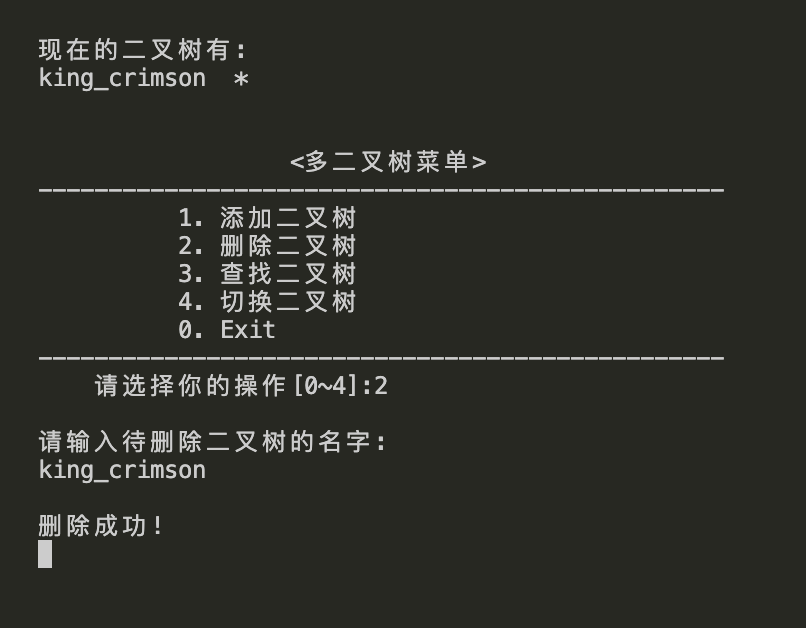 现在的二叉树有:
king_crimson  *
<多二叉树菜单>
-------------------------------------------------
1. 添加二叉树
2. 删除二叉树
3. 查找二叉树
4. 切换二叉树
0. Exit
-------------------------------------------------
请选择你的操作[0~4]:2
请输入待删除二叉树的名字:
king_crimson
删除成功!